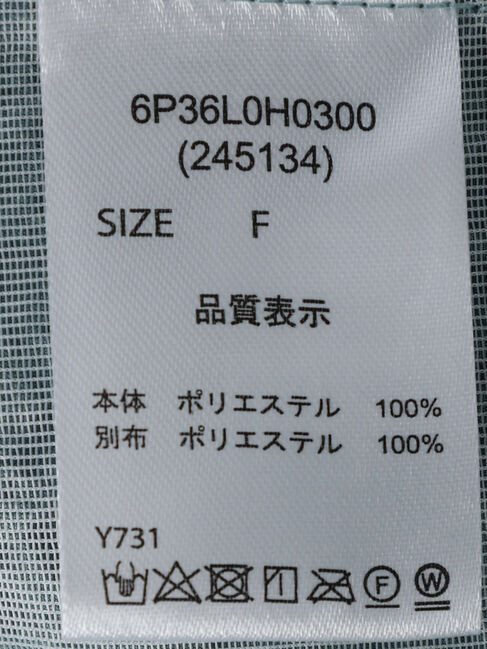 6P36L0H0300
(245134)
SIZE F
品質表示
本体 ポリエステル 100%
別布 ポリエステル 100%
Y731
F W